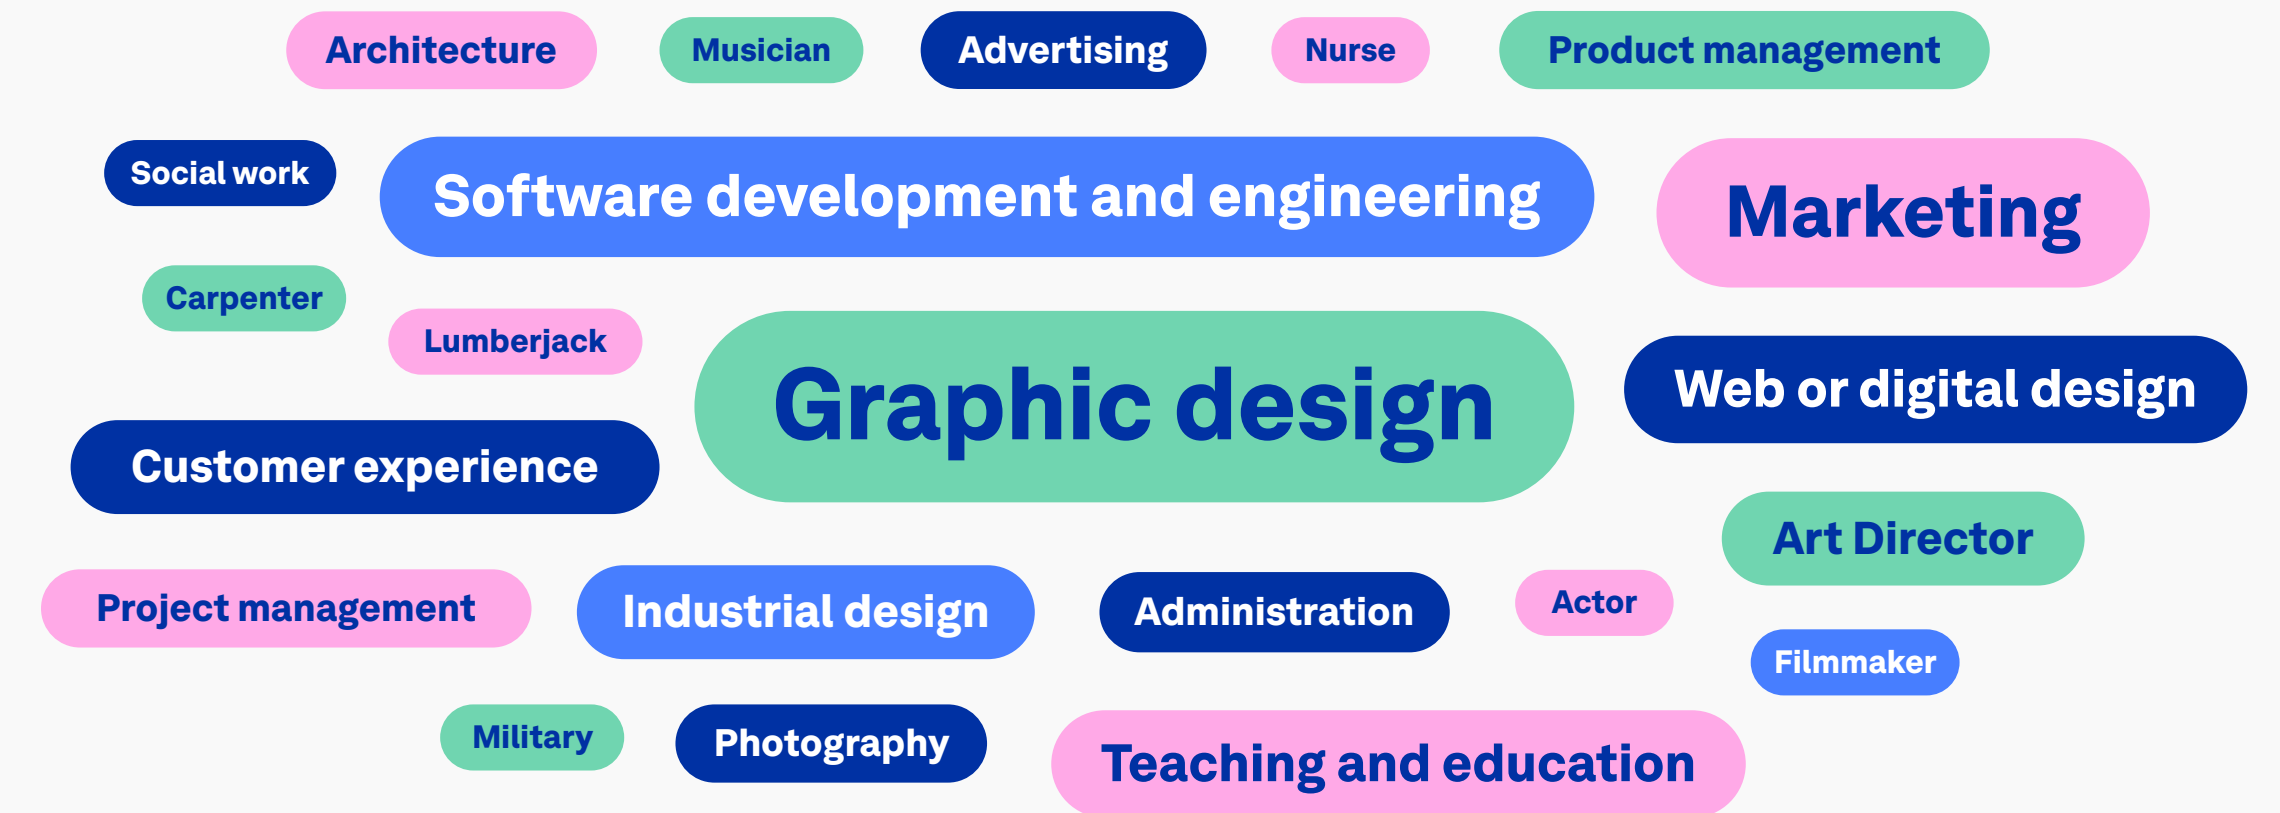 Architecture
Musician
Advertising
Nurse
Product management
Social work
Software development and engineering
Marketing
Carpenter
Lumberjack
Graphic design
Web or digital design
Customer experience
Art Director
Project management
Industrial design
Administration
Actor
Filmmaker
Military
Photography
Teaching and education